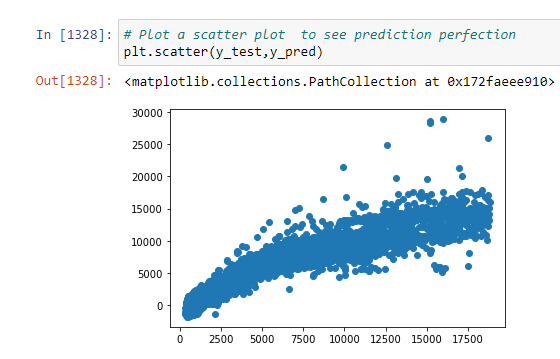 In [1328]: # Plot a scatter plot  to see prediction perfection
plt.scatter(y_test,y_pred)
Out[1328]: <matplotlib.collections.PathCollection at 0x172faeee910>
30000
25000
20000
15000
10000
5000
0
0 2500 5000 7500 10000 12500 15000 17500